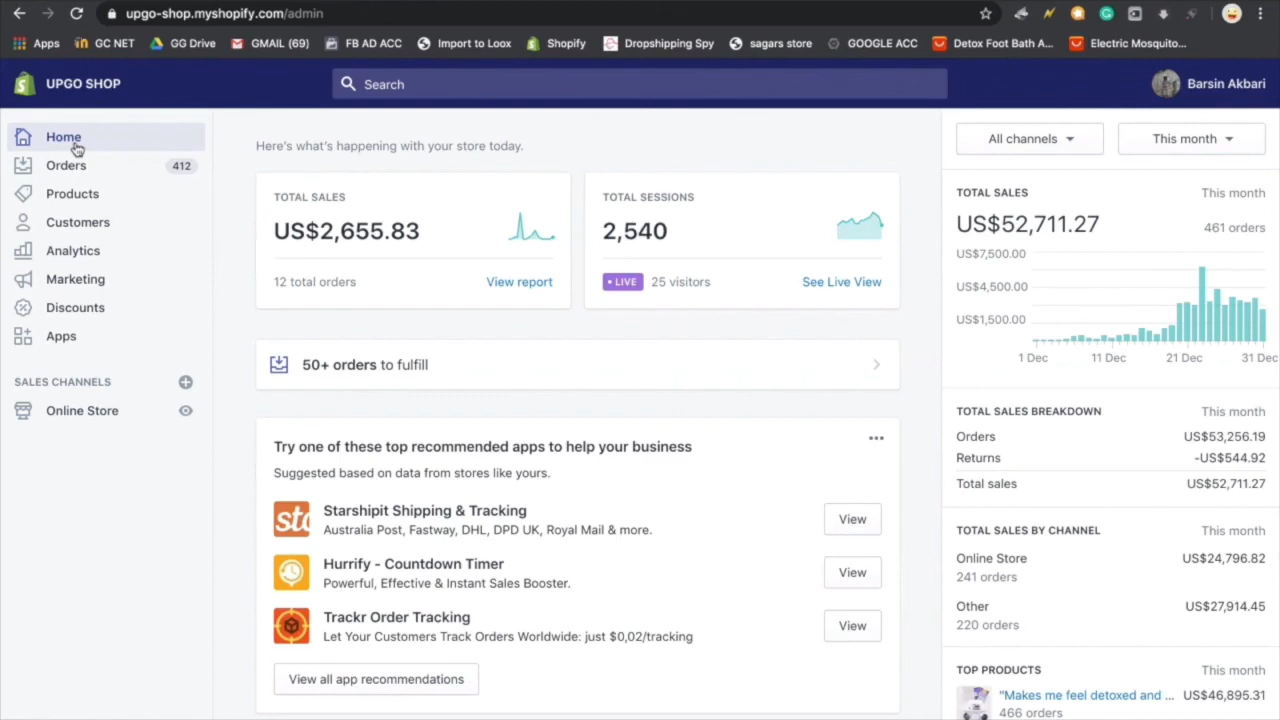 upgo-shop.myshopify.com/admin
Apps GC NET GG Drive GMAIL (69) FB AD ACC Import to Loox Shopify Dropshipping Spy sagars store GOOGLE ACC Detox Foot Bath A... Electric Mosquito...
UPGO SHOP
Search
Barsin Akbari
Home
Orders 412
Products
Customers
Analytics
Marketing
Discounts
Apps
SALES CHANNELS
Online Store
Here's what's happening with your store today.
TOTAL SALES
US$2,655.83
12 total orders View report
TOTAL SESSIONS
2,540
• LIVE 25 visitors See Live View
50+ orders to fulfill
Try one of these top recommended apps to help your business
Suggested based on data from stores like yours.
Starshipit Shipping & Tracking
Australia Post, Fastway, DHL, DPD UK, Royal Mail & more.
View
Hurrify - Countdown Timer
Powerful, Effective & Instant Sales Booster.
View
Trackr Order Tracking
Let Your Customers Track Orders Worldwide: just $0,02/tracking
View
View all app recommendations
All channels This month
TOTAL SALES This month
US$52,711.27 461 orders
US$7,500.00
US$4,500.00
US$1,500.00
1 Dec 11 Dec 21 Dec 31 Dec
TOTAL SALES BREAKDOWN This month
Orders US$53,256.19
Returns -US$544.92
Total sales US$52,711.27
TOTAL SALES BY CHANNEL This month
Online Store US$24,796.82
241 orders
Other US$27,914.45
220 orders
TOP PRODUCTS This month
"Makes me feel detoxed and ... US$46,895.31
466 orders